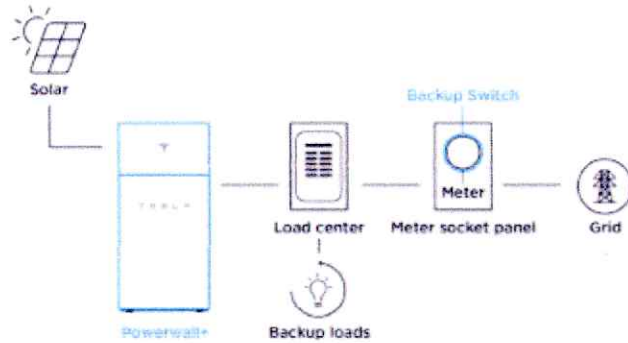 Solar
Backup Switch
TESLA
Meter
Load center
Meter socket panel
Grid
Powerwall+
Backup loads